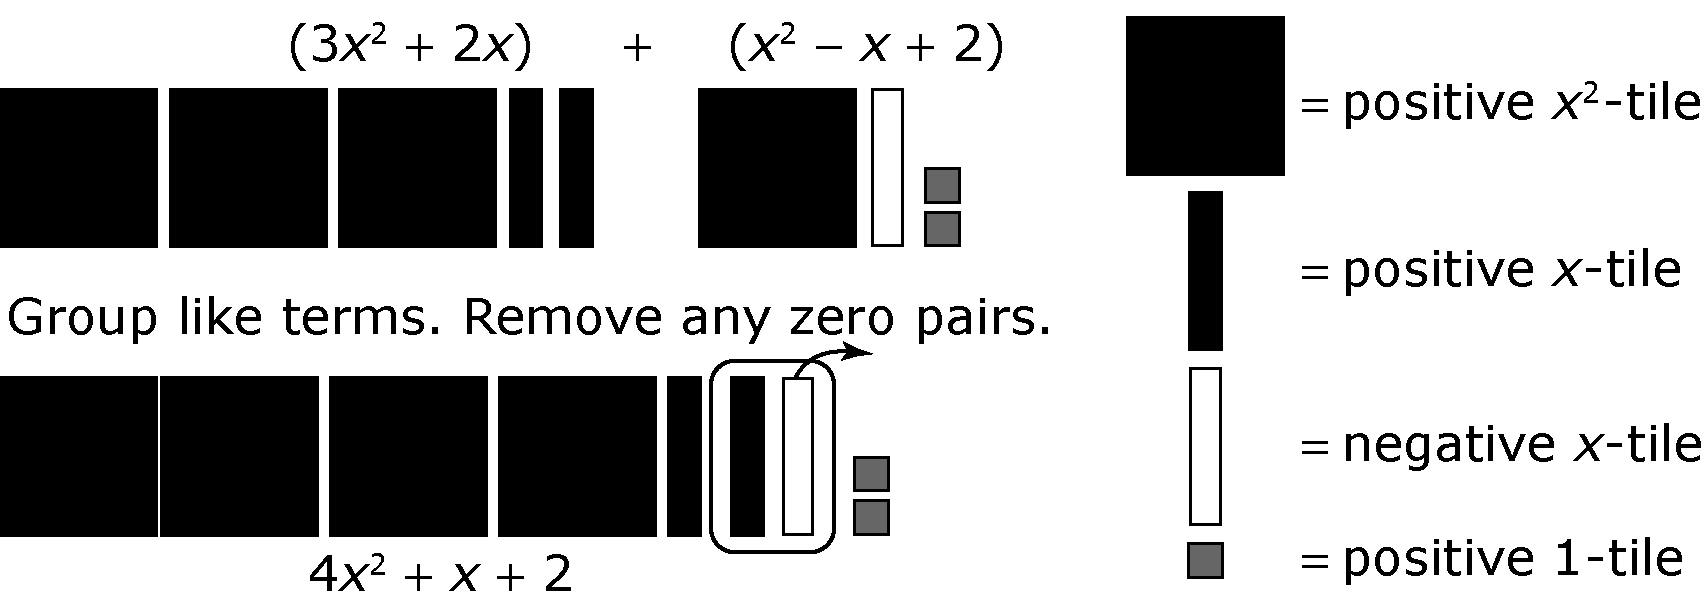 (3x² + 2x) + (x² − x + 2)
Group like terms. Remove any zero pairs.
4x² + x + 2
= positive x²-tile
= positive x-tile
= negative x-tile
= positive 1-tile